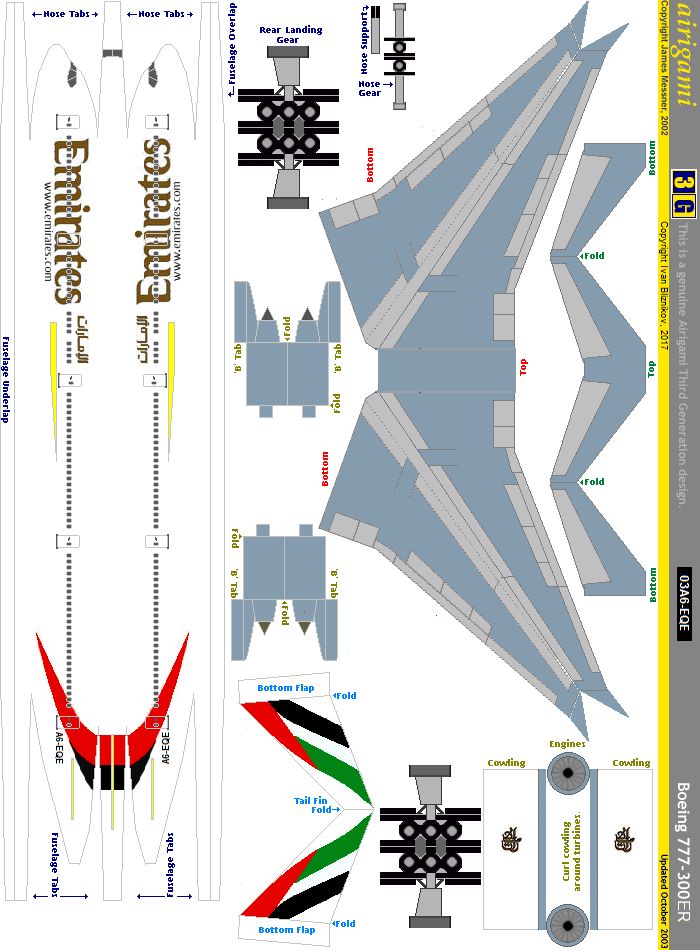 airigami
Copyright James Messner, 2002
3 G
This is a genuine Airigami Third Generation design.
Copyright Ivan Bliznikov, 2017
03A6-EQE
Boeing 777-300ER
Updated October 2003
Nose Tabs
Nose Tabs
Fuselage Overlap
Rear Landing
Gear
Nose Support
Nose
Gear
Bottom
Bottom
Fold
Top
Top
Fold
Bottom
Bottom
Emirates
www.emirates.com
Emirates
www.emirates.com
الإمارات
الإمارات
Fuselage Underlap
Fold
'B' Tab
'B' Tab
Fold
Fold
'B' Tab
'B' Tab
Fold
A6-EQE
A6-EQE
Bottom Flap
Fold
Tail Fin
Fold
Bottom Flap
Fold
Engines
Cowling
Cowling
Curl cowling
around turbines.
Fuselage Tabs
Fuselage Tabs